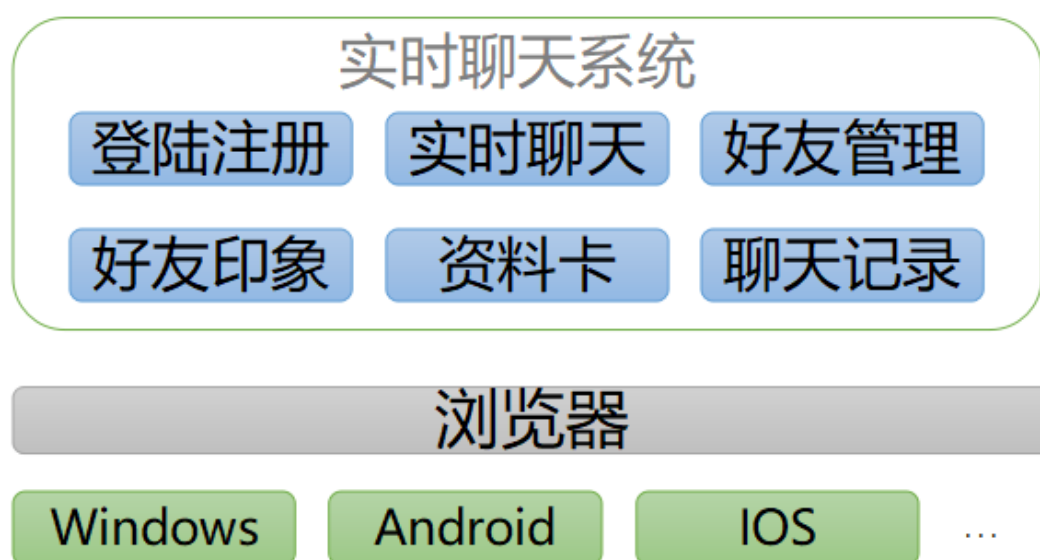 实时聊天系统
登陆注册 实时聊天 好友管理
好友印象 资料卡 聊天记录
浏览器
Windows Android IOS ...